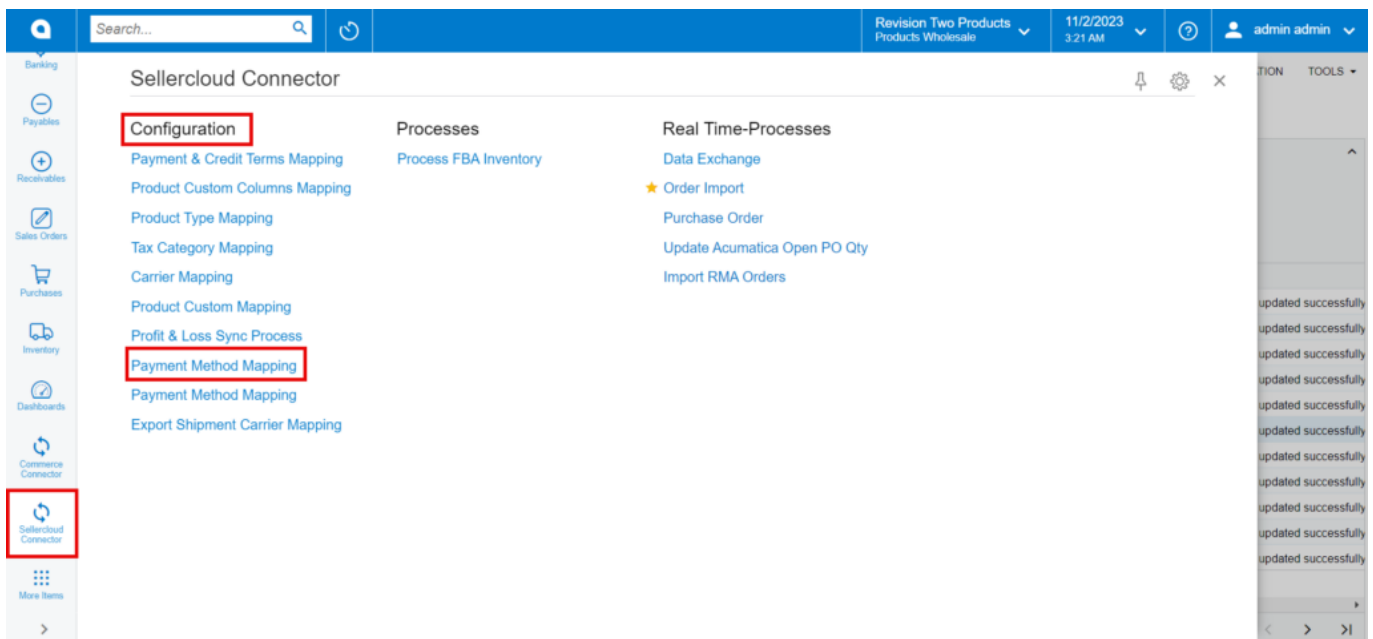 Search...
Revision Two Products
Products Wholesale
11/2/2023
3:21 AM
admin admin
Banking
Payables
Receivables
Sales Orders
Purchases
Inventory
Dashboards
Commerce
Connector
Sellercloud
Connector
More Items
Sellercloud Connector
TION TOOLS
Configuration
Payment & Credit Terms Mapping
Product Custom Columns Mapping
Product Type Mapping
Tax Category Mapping
Carrier Mapping
Product Custom Mapping
Profit & Loss Sync Process
Payment Method Mapping
Payment Method Mapping
Export Shipment Carrier Mapping
Processes
Process FBA Inventory
Real Time-Processes
Data Exchange
Order Import
Purchase Order
Update Acumatica Open PO Qty
Import RMA Orders
updated successfully
updated successfully
updated successfully
updated successfully
updated successfully
updated successfully
updated successfully
updated successfully
updated successfully
updated successfully
updated successfully